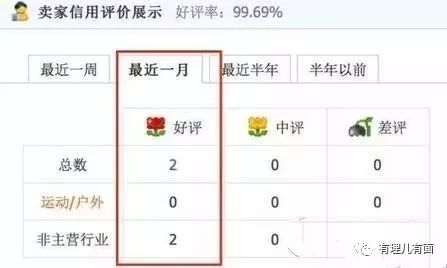 卖家信用评价展示 好评率：99.69%
最近一周 最近一月 最近半年 半年以前
好评 中评 差评
总数 2 0 0
运动/户外 0 0 0
非主营行业 2 0
有理儿有面